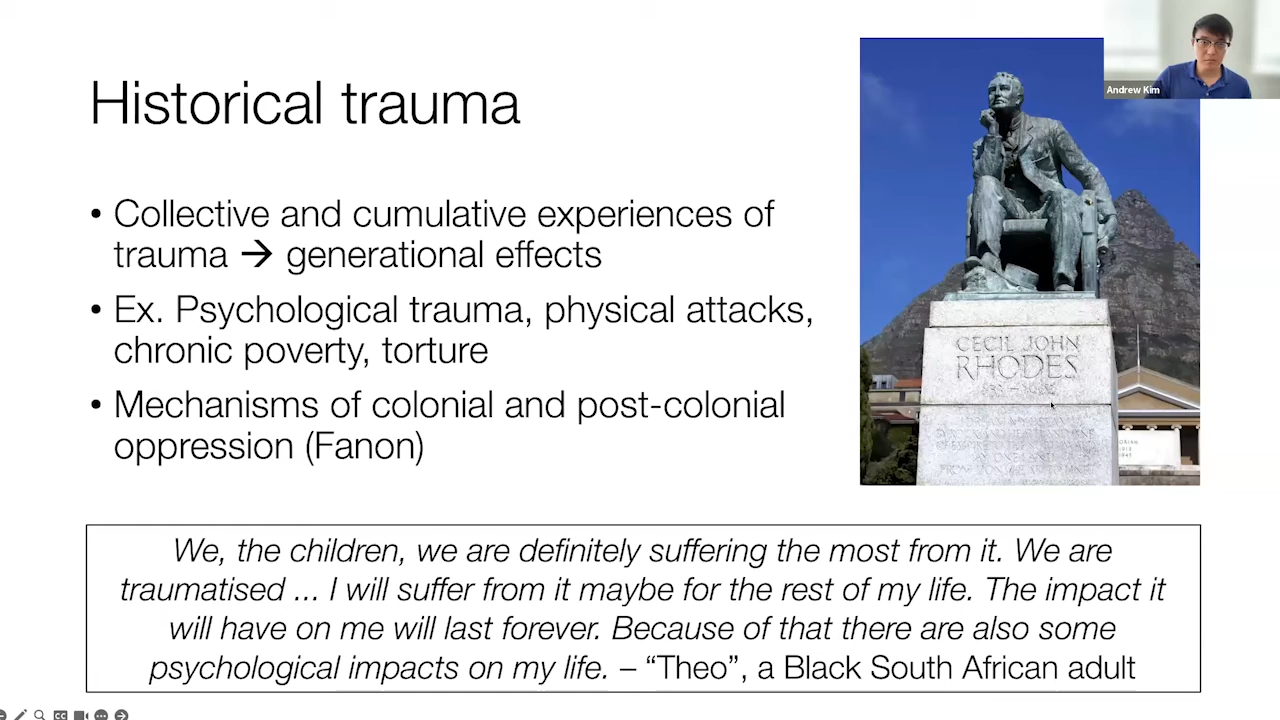 Andrew Kim
Historical trauma
• Collective and cumulative experiences of
trauma → generational effects
• Ex. Psychological trauma, physical attacks,
chronic poverty, torture
• Mechanisms of colonial and post-colonial
oppression (Fanon)
CECIL JOHN
RHODES
We, the children, we are definitely suffering the most from it. We are
traumatised ... I will suffer from it maybe for the rest of my life. The impact it
will have on me will last forever. Because of that there are also some
psychological impacts on my life. – “Theo”, a Black South African adult